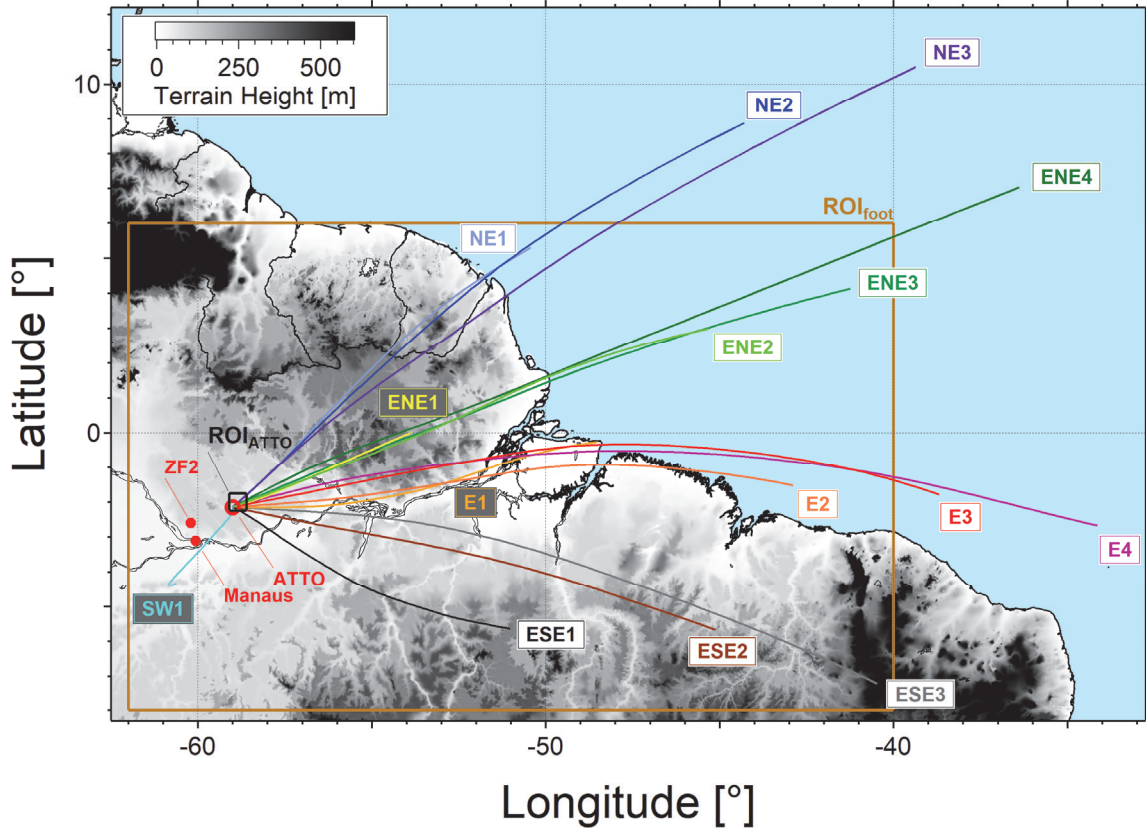 0 250 500
Terrain Height [m]
NE3
NE2
10
ENE4
ROIfoot
NE1
ENE3
ENE2
ENE1
ROIATTO
0
ZF2
E1
E2
E3
E4
ATTO
Manaus
SW1
ESE1
ESE2
ESE3
Latitude [°]
-60 -50 -40
Longitude [°]